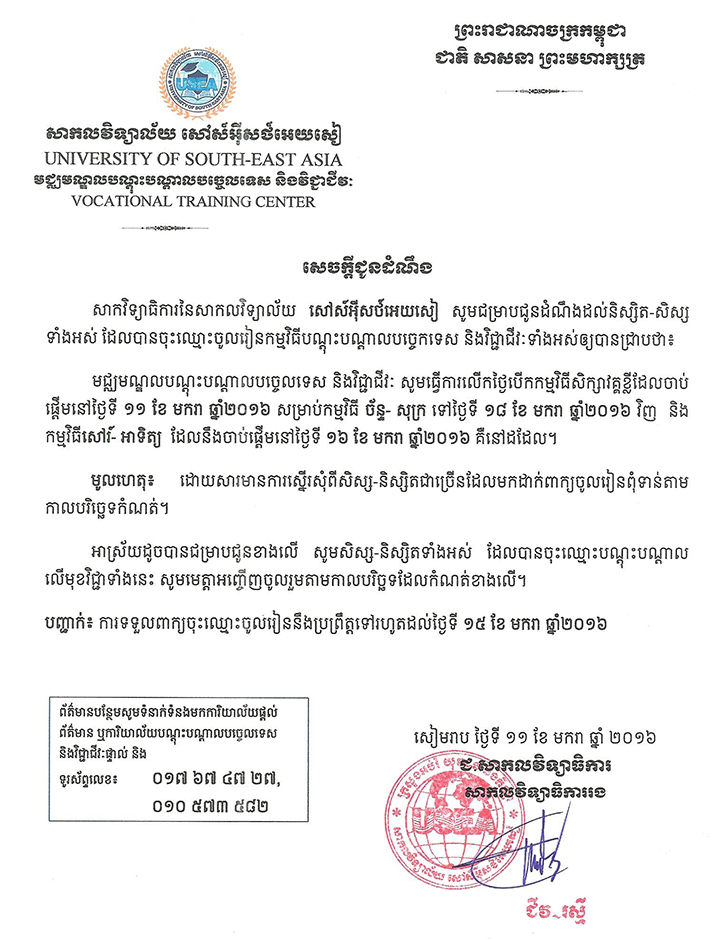 ព្រះរាជាណាចក្រកម្ពុជា
ជាតិ សាសនា ព្រះមហាក្សត្រ
USEA
UNIVERSITY OF SOUTH-EAST ASIA
សាកលវិទ្យាល័យ សៅស៍អ៊ីសថ៍អេយសៀ
UNIVERSITY OF SOUTH-EAST ASIA
មជ្ឈមណ្ឌលបណ្តុះបណ្តាលបច្ចេលទេស និងវិជ្ជាជីវៈ
VOCATIONAL TRAINING CENTER
សេចក្តីជូនដំណឹង
សាកវិទ្យាធិការនៃសាកលវិទ្យាល័យ សៅស៍អ៊ីសថ៍អេយសៀ សូមជម្រាបជូនដំណឹងដល់និស្សិត-សិស្ស
ទាំងអស់ ដែលបានចុះឈ្មោះចូលរៀនកម្មវិធីបណ្តុះបណ្តាលបច្ចេកទេស និងវិជ្ជាជីវៈទាំងអស់ឲ្យបានជ្រាបថា៖
មជ្ឈមណ្ឌលបណ្តុះបណ្តាលបច្ចេលទេស និងវិជ្ជាជីវៈ សូមធ្វើការលើកថ្ងៃបើកកម្មវិធីសិក្សាវគ្គខ្លីដែលចាប់
ផ្តើមនៅថ្ងៃទី ១១ ខែ មករា ឆ្នាំ២០១៦ សម្រាប់កម្មវិធី ច័ន្ទ- សុក្រ ទៅថ្ងៃទី ១៨ ខែ មករា ឆ្នាំ២០១៦ វិញ និង
កម្មវិធីសៅរ៍- អាទិត្យ ដែលនឹងចាប់ផ្តើមនៅថ្ងៃទី ១៦ ខែ មករា ឆ្នាំ២០១៦ គឺនៅដដែល។
មូលហេតុ៖ ដោយសារមានការស្នើរសុំពីសិស្ស-និស្សិតជាច្រើនដែលមកដាក់ពាក្យចូលរៀនពុំទាន់តាម
កាលបរិច្ឆេទកំណត់។
អាស្រ័យដូចបានជម្រាបជូនខាងលើ សូមសិស្ស-និស្សិតទាំងអស់ ដែលបានចុះឈ្មោះបណ្តុះបណ្តាល
លើមុខវិជ្ជាទាំងនេះ សូមមេត្តាអញ្ជើញចូលរួមតាមកាលបរិច្ឆទដែលកំណត់ខាងលើ។
បញ្ជាក់៖ ការទទួលពាក្យចុះឈ្មោះចូលរៀននឹងប្រព្រឹត្តទៅរហូតដល់ថ្ងៃទី ១៥ ខែ មករា ឆ្នាំ២០១៦
ព័ត៌មានបន្ថែមសូមទំនាក់ទំនងមកការិយាល័យផ្តល់
ព័ត៌មាន ឬការិយាល័យបណ្តុះបណ្តាលបច្ចេលទេស
និងវិជ្ជាជីវៈផ្ទាល់ និង
ទូរស័ព្ទលេខ៖ ០១៧ ៦៧ ៤៧ ២៧,
០១០ ៥៧៣ ៥៨២
សៀមរាប ថ្ងៃទី ១១ ខែ មករា ឆ្នាំ ២០១៦
ជ.សាកលវិទ្យាធិការ
សាកលវិទ្យាធិការរង
USEA
ជីវ រស្មី